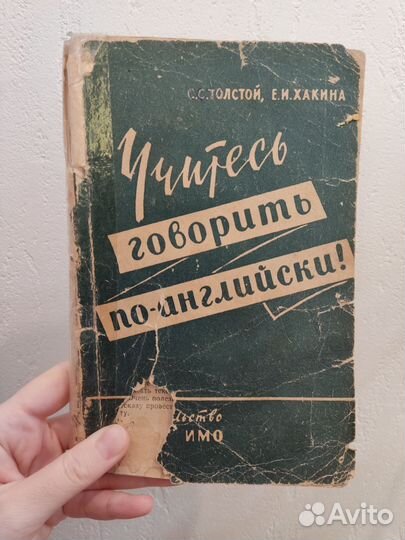 С.С.ТОЛСТОЙ, Е.И.ХАКИНА
Учитесь
говорить
по-английски!
ИМО
Avito